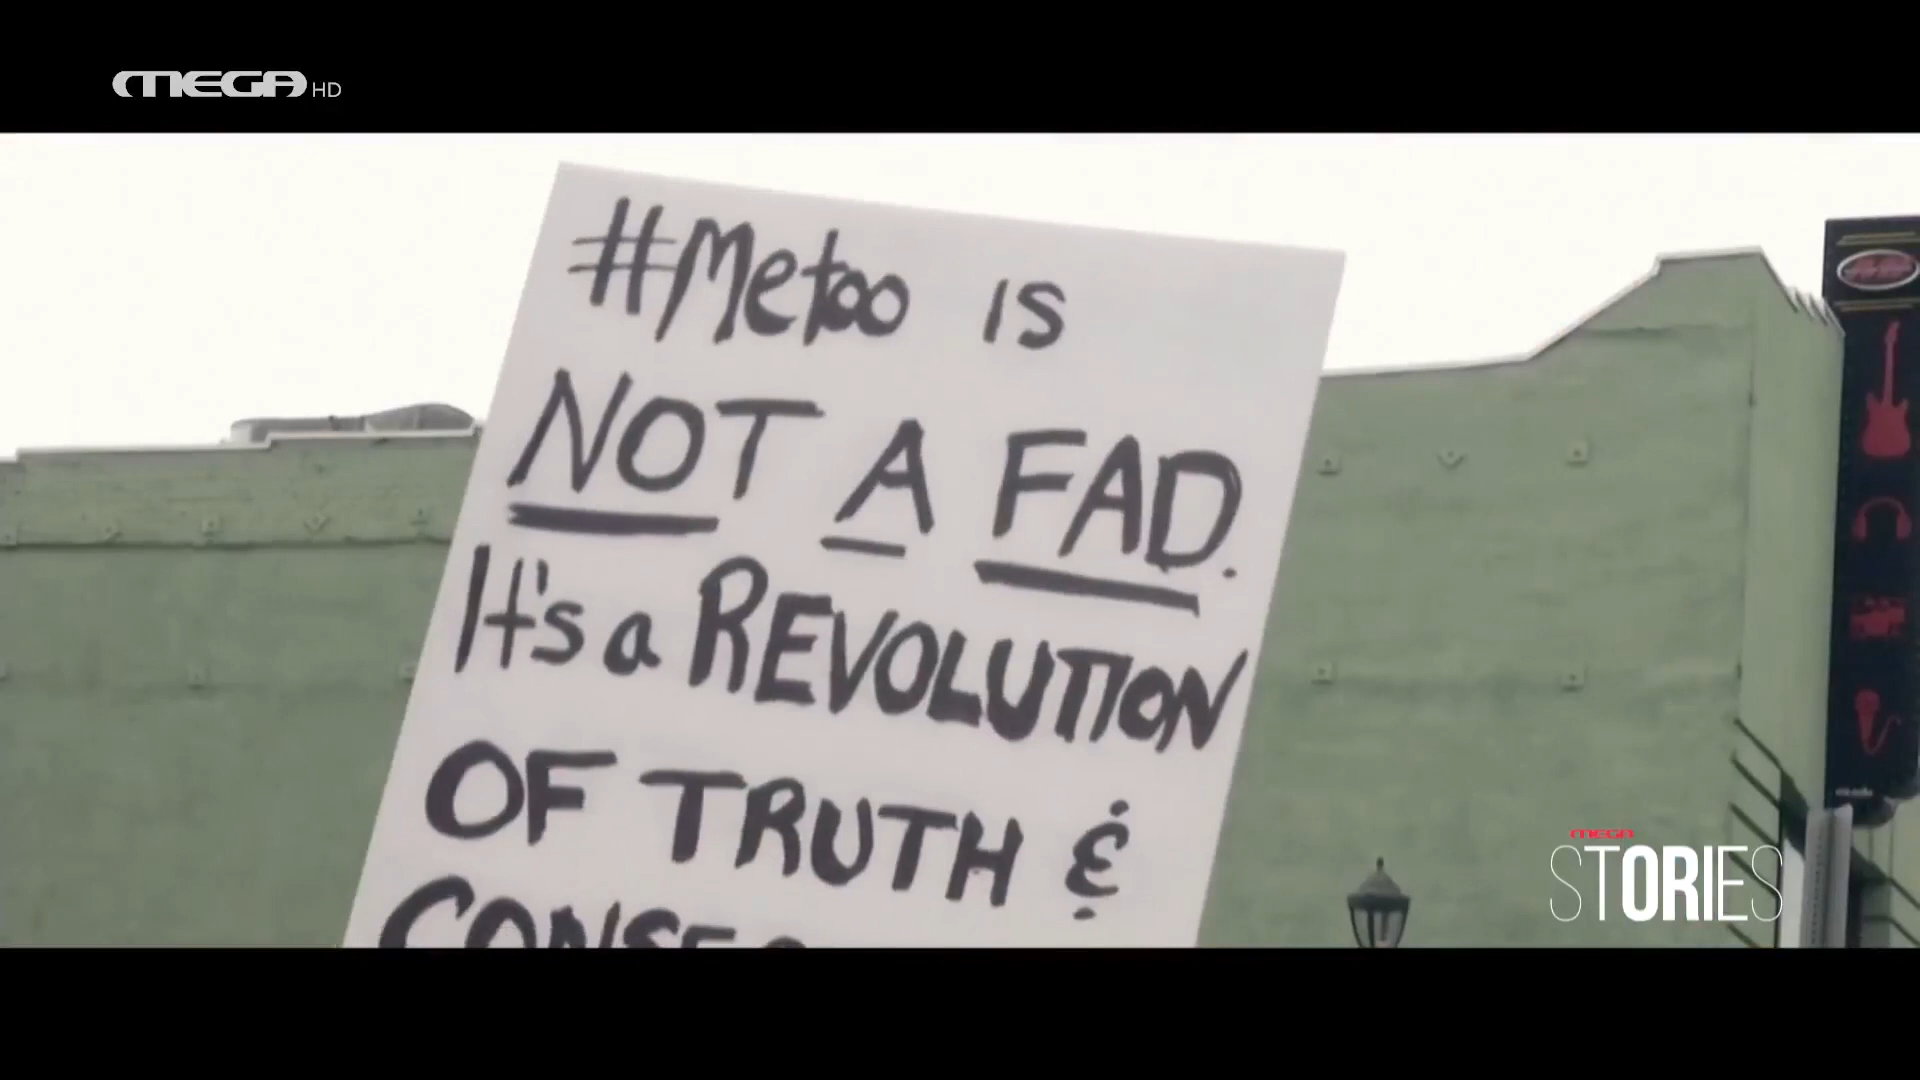 MEGA HD
#Metoo is
NOT A FAD.
It's a REVOLUTION
OF TRUTH &
MEGA
STORIES